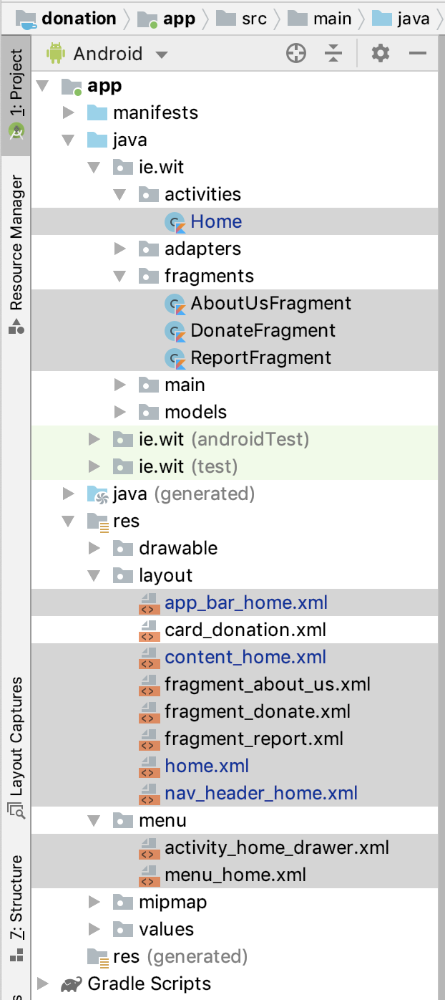 donation app src main java
Android
1: Project
app
manifests
java
ie.wit
activities
Home
adapters
fragments
AboutUsFragment
DonateFragment
ReportFragment
main
models
ie.wit (androidTest)
ie.wit (test)
java (generated)
res
drawable
layout
app_bar_home.xml
card_donation.xml
content_home.xml
fragment_about_us.xml
fragment_donate.xml
fragment_report.xml
home.xml
nav_header_home.xml
menu
activity_home_drawer.xml
menu_home.xml
mipmap
values
res (generated)
Gradle Scripts
Resource Manager
Layout Captures
7: Structure